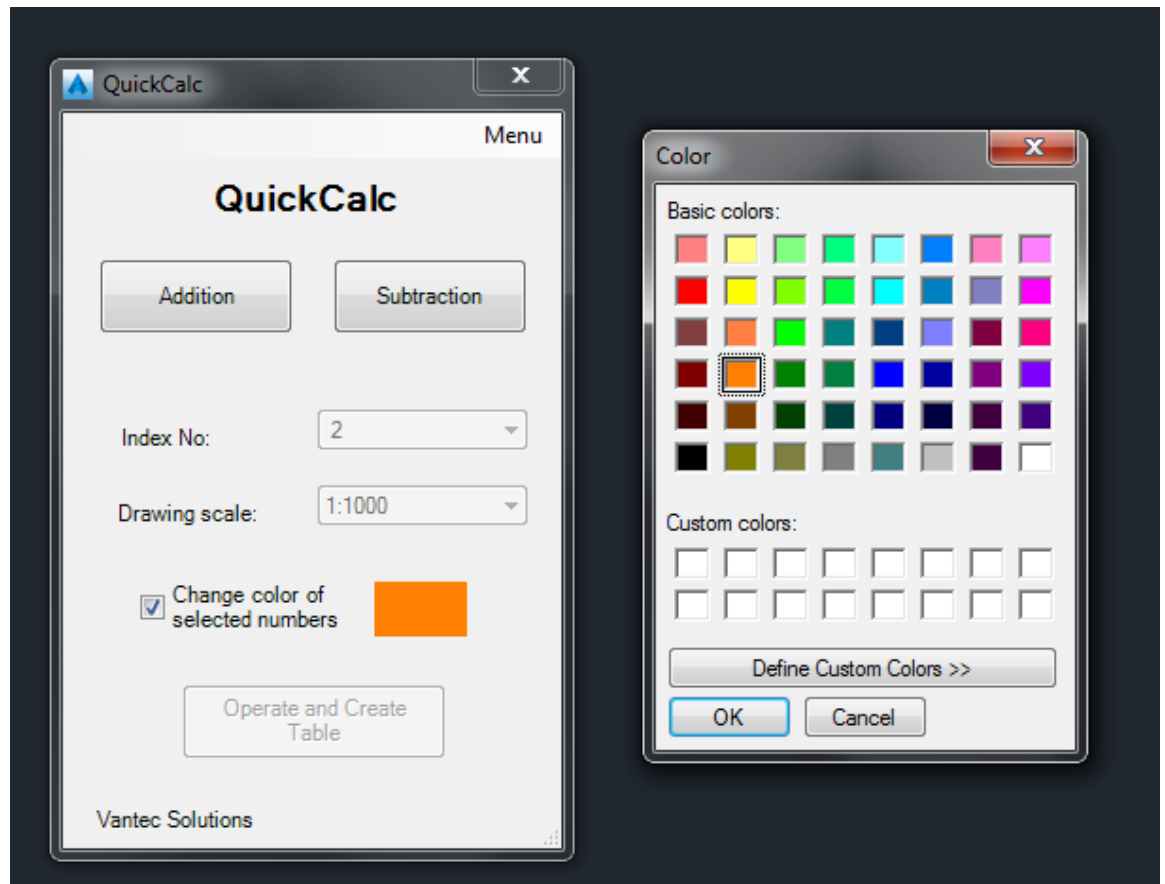 QuickCalc
Menu
QuickCalc
Addition
Subtraction
Index No:
2
Drawing scale:
1:1000
Change color of
selected numbers
Operate and Create
Table
Vantec Solutions
Color
Basic colors:
Custom colors:
Define Custom Colors >>
OK
Cancel